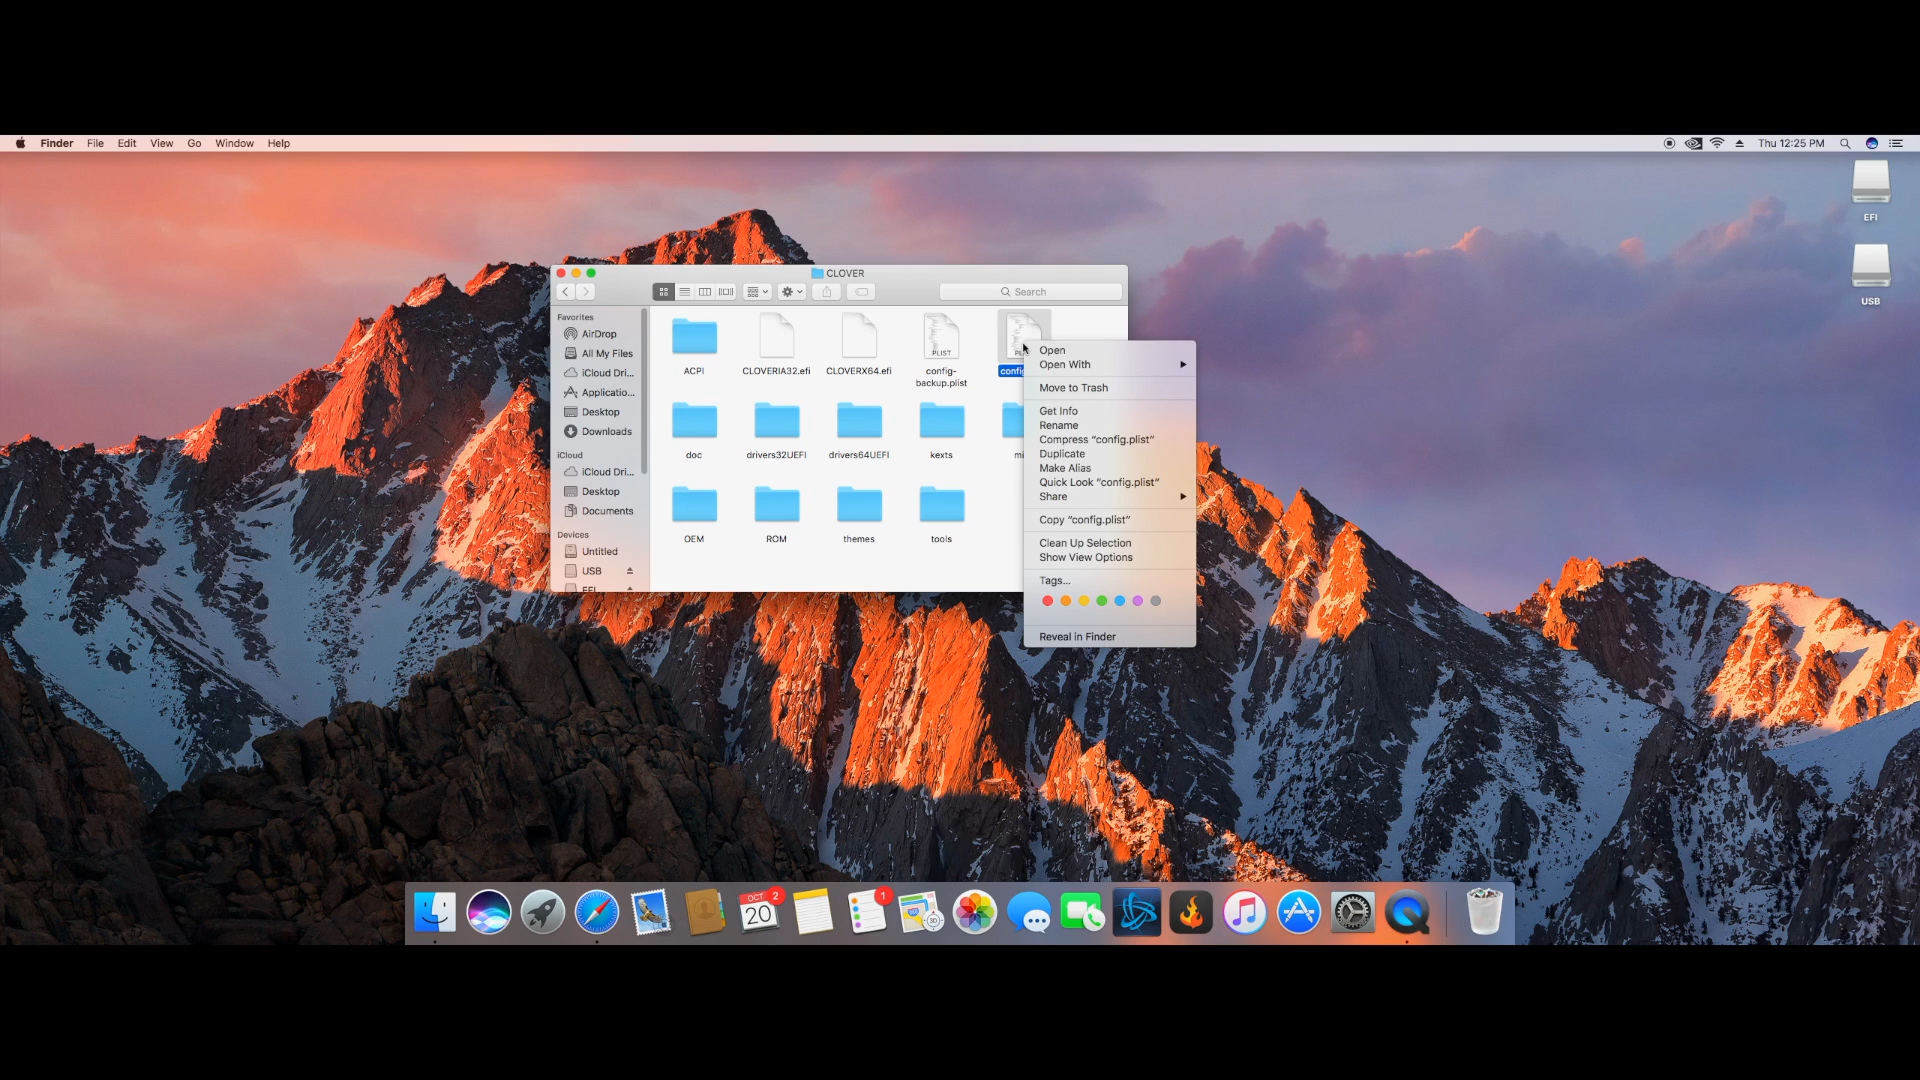 Finder File Edit View Go Window Help
Thu 12:25 PM
EFI
USB
CLOVER
Search
Favorites
AirDrop
All My Files
iCloud Dri...
Applicatio...
Desktop
Downloads
iCloud
iCloud Dri...
Desktop
Documents
Devices
Untitled
USB
EFI
PLIST
ACPI
CLOVERIA32.efi
CLOVERX64.efi
config-
backup.plist
doc
drivers32UEFI
drivers64UEFI
kexts
OEM
ROM
themes
tools
Open
Open With
Move to Trash
Get Info
Rename
Compress “config.plist”
Duplicate
Make Alias
Quick Look “config.plist”
Share
Copy “config.plist”
Clean Up Selection
Show View Options
Tags...
Reveal in Finder
OCT
20
2
1
3D